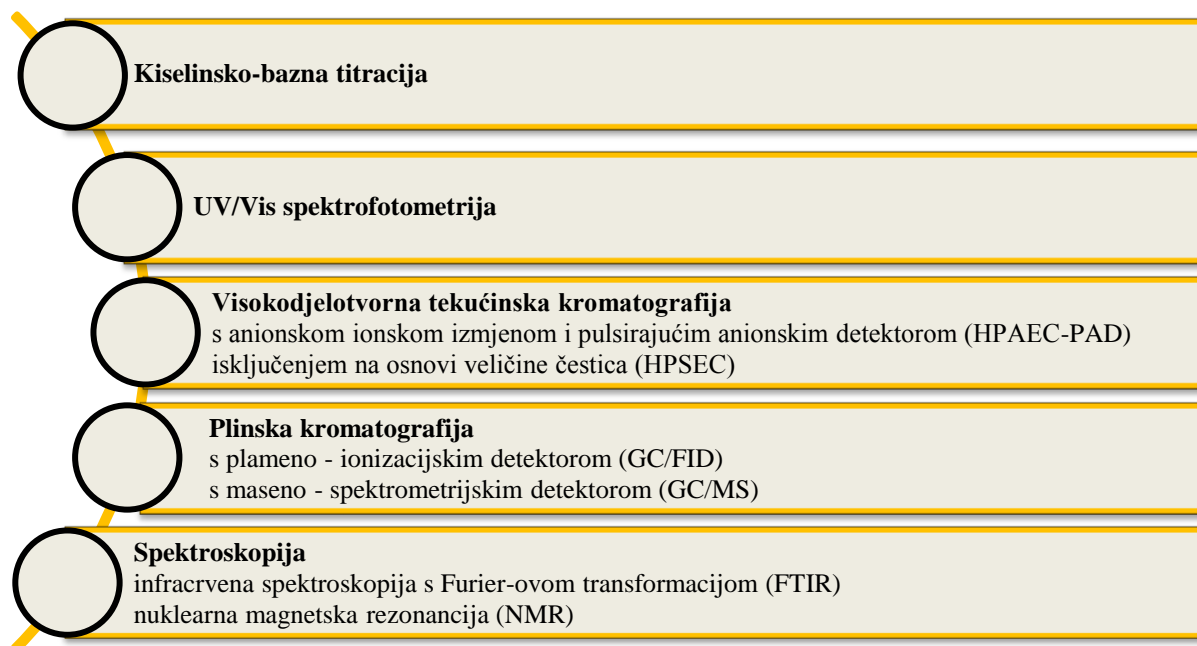 Kiselinsko-bazna titracija
UV/Vis spektrofotometrija
Visokodjelotvorna tekućinska kromatografija
s anionskom ionskom izmjenom i pulsirajućim anionskim detektorom (HPAEC-PAD)
isključenjem na osnovi veličine čestica (HPSEC)
Plinska kromatografija
s plameno - ionizacijskim detektorom (GC/FID)
s maseno - spektrometrijskim detektorom (GC/MS)
Spektroskopija
infracrvena spektroskopija s Furier-ovom transformacijom (FTIR)
nuklearna magnetska rezonancija (NMR)